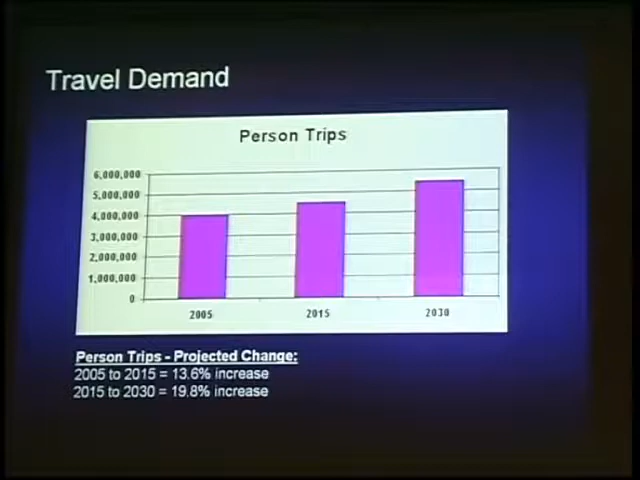 Travel Demand
Person Trips
6,000,000
5,000,000
4,000,000
3,000,000
2,000,000
1,000,000
0
2005 2015 2030
Person Trips - Projected Change:
2005 to 2015 = 13.6% increase
2015 to 2030 = 19.8% increase